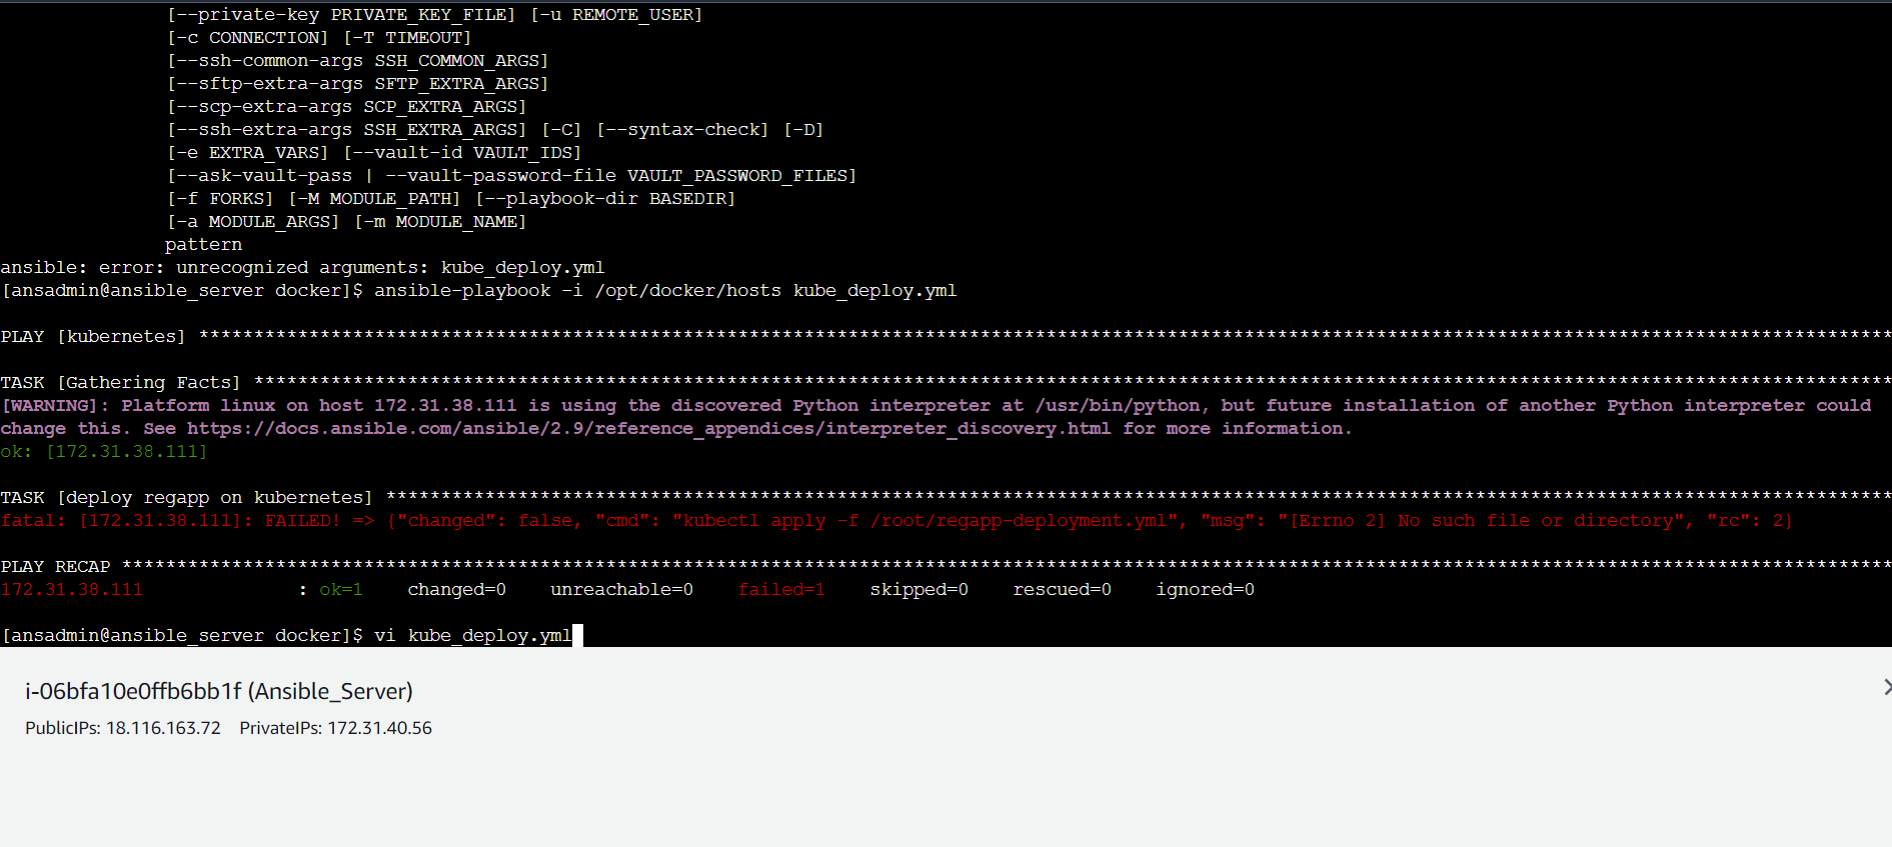 [--private-key PRIVATE_KEY_FILE] [-u REMOTE_USER]
[-c CONNECTION] [-T TIMEOUT]
[--ssh-common-args SSH_COMMON_ARGS]
[--sftp-extra-args SFTP_EXTRA_ARGS]
[--scp-extra-args SCP_EXTRA_ARGS]
[--ssh-extra-args SSH_EXTRA_ARGS] [-C] [--syntax-check] [-D]
[-e EXTRA_VARS] [--vault-id VAULT_IDS]
[--ask-vault-pass | --vault-password-file VAULT_PASSWORD_FILES]
[-f FORKS] [-M MODULE_PATH] [--playbook-dir BASEDIR]
[-a MODULE_ARGS] [-m MODULE_NAME]
pattern
ansible: error: unrecognized arguments: kube_deploy.yml
[ansadmin@ansible_server docker]$ ansible-playbook -i /opt/docker/hosts kube_deploy.yml
PLAY [kubernetes] **********************************************************************************************************************************************************
TASK [Gathering Facts] *****************************************************************************************************************************************************
[WARNING]: Platform linux on host 172.31.38.111 is using the discovered Python interpreter at /usr/bin/python, but future installation of another Python interpreter could
change this. See https://docs.ansible.com/ansible/2.9/reference_appendices/interpreter_discovery.html for more information.
ok: [172.31.38.111]
TASK [deploy regapp on kubernetes] *****************************************************************************************************************************************
fatal: [172.31.38.111]: FAILED! => {"changed": false, "cmd": "kubectl apply -f /root/regapp-deployment.yml", "msg": "[Errno 2] No such file or directory", "rc": 2}
PLAY RECAP *****************************************************************************************************************************************************************
172.31.38.111 : ok=1 changed=0 unreachable=0 failed=1 skipped=0 rescued=0 ignored=0
[ansadmin@ansible_server docker]$ vi kube_deploy.yml
i-06bfa10e0ffb6bb1f (Ansible_Server)
PublicIPs: 18.116.163.72 PrivateIPs: 172.31.40.56